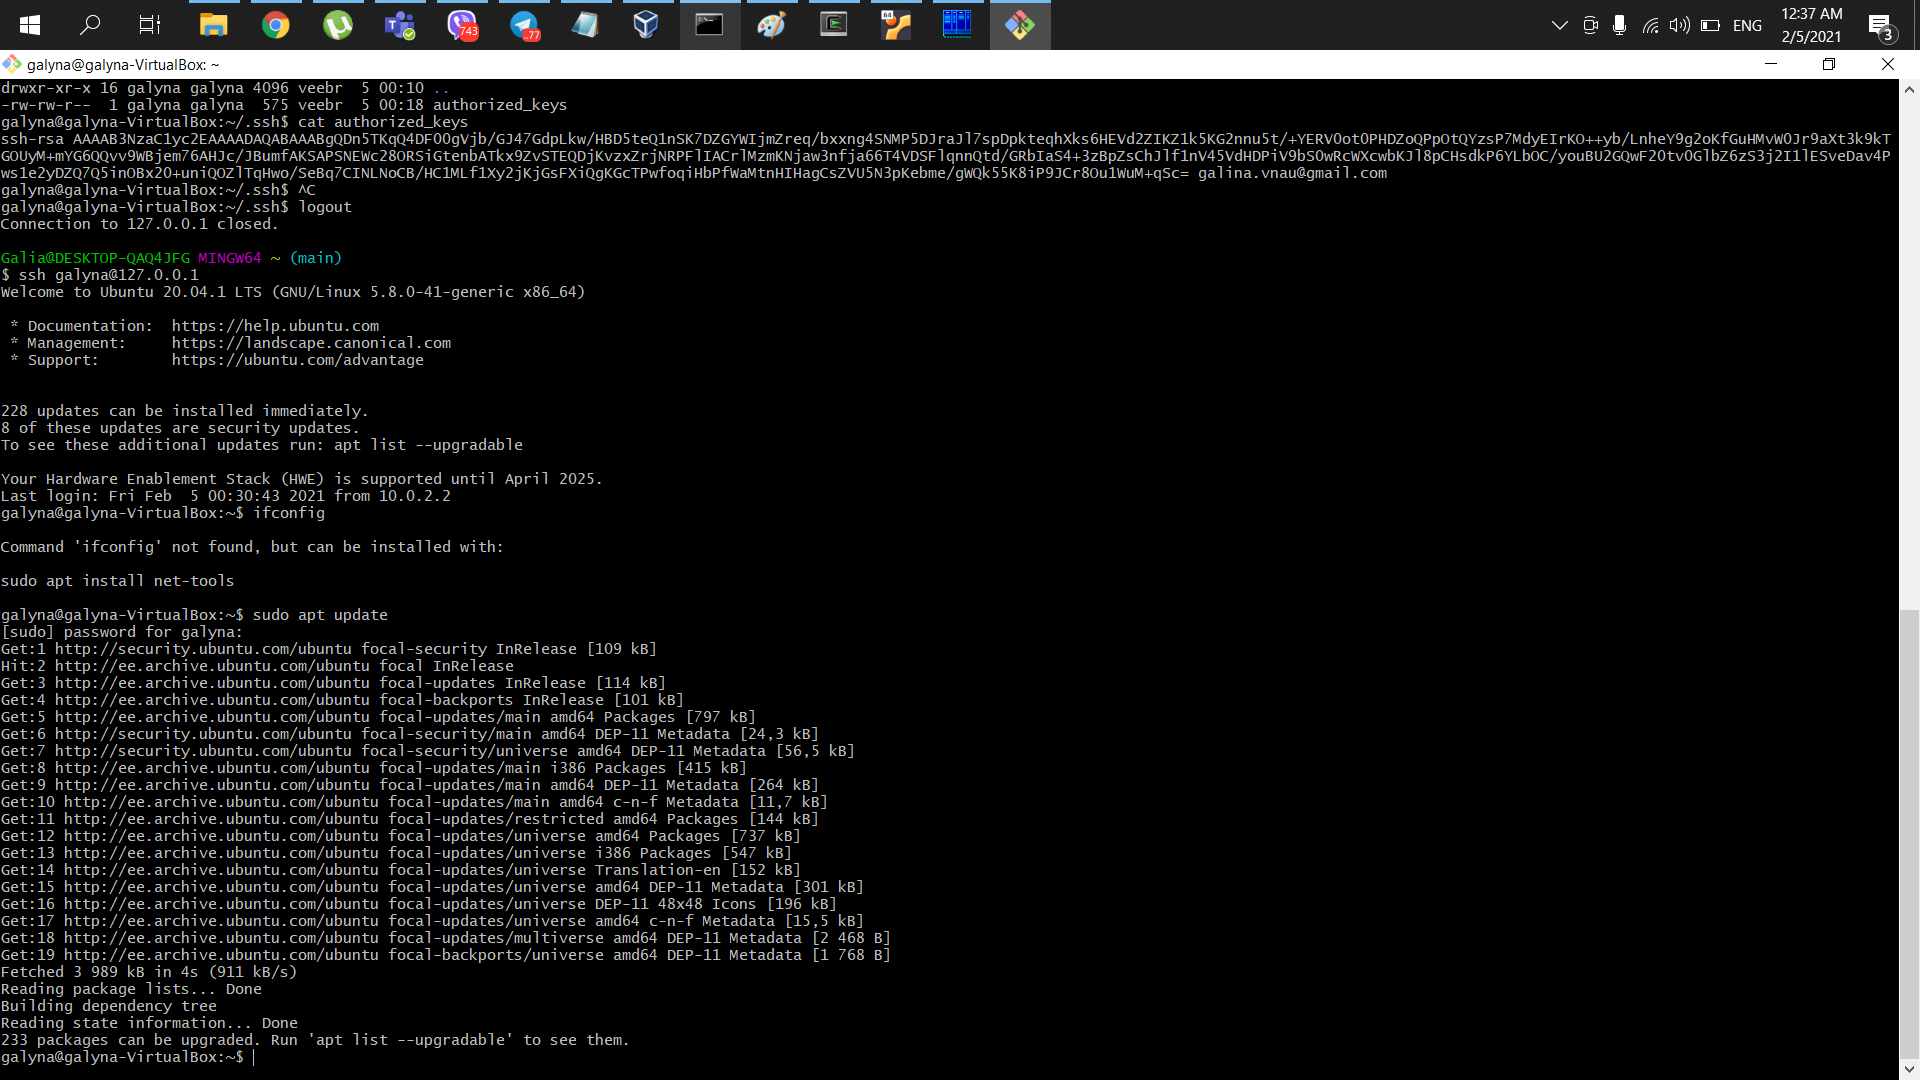 743
..77
64
ENG
12:37 AM
2/5/2021
3
galyna@galyna-VirtualBox: ~
drwxr-xr-x 16 galyna galyna 4096 veebr  5 00:10 ..
-rw-rw-r--  1 galyna galyna  575 veebr  5 00:18 authorized_keys
galyna@galyna-VirtualBox:~/.ssh$ cat authorized_keys
ssh-rsa
galina.vnau@gmail.com
galyna@galyna-VirtualBox:~/.ssh$ ^C
galyna@galyna-VirtualBox:~/.ssh$ logout
Connection to 127.0.0.1 closed.
Galia@DESKTOP-QAQ4JFG MINGW64 ~ (main)
$ ssh galyna@127.0.0.1
Welcome to Ubuntu 20.04.1 LTS (GNU/Linux 5.8.0-41-generic x86_64)
 * Documentation:  https://help.ubuntu.com
 * Management:     https://landscape.canonical.com
 * Support:        https://ubuntu.com/advantage
228 updates can be installed immediately.
8 of these updates are security updates.
To see these additional updates run: apt list --upgradable
Your Hardware Enablement Stack (HWE) is supported until April 2025.
Last login: Fri Feb  5 00:30:43 2021 from 10.0.2.2
galyna@galyna-VirtualBox:~$ ifconfig
Command 'ifconfig' not found, but can be installed with:
sudo apt install net-tools
galyna@galyna-VirtualBox:~$ sudo apt update
[sudo] password for galyna:
Get:1 http://security.ubuntu.com/ubuntu focal-security InRelease [109 kB]
Hit:2 http://ee.archive.ubuntu.com/ubuntu focal InRelease
Get:3 http://ee.archive.ubuntu.com/ubuntu focal-updates InRelease [114 kB]
Get:4 http://ee.archive.ubuntu.com/ubuntu focal-backports InRelease [101 kB]
Get:5 http://ee.archive.ubuntu.com/ubuntu focal-updates/main amd64 Packages [797 kB]
Get:6 http://security.ubuntu.com/ubuntu focal-security/main amd64 DEP-11 Metadata [24,3 kB]
Get:7 http://security.ubuntu.com/ubuntu focal-security/universe amd64 DEP-11 Metadata [56,5 kB]
Get:8 http://ee.archive.ubuntu.com/ubuntu focal-updates/main i386 Packages [415 kB]
Get:9 http://ee.archive.ubuntu.com/ubuntu focal-updates/main amd64 DEP-11 Metadata [264 kB]
Get:10 http://ee.archive.ubuntu.com/ubuntu focal-updates/main amd64 c-n-f Metadata [11,7 kB]
Get:11 http://ee.archive.ubuntu.com/ubuntu focal-updates/restricted amd64 Packages [144 kB]
Get:12 http://ee.archive.ubuntu.com/ubuntu focal-updates/universe amd64 Packages [737 kB]
Get:13 http://ee.archive.ubuntu.com/ubuntu focal-updates/universe i386 Packages [547 kB]
Get:14 http://ee.archive.ubuntu.com/ubuntu focal-updates/universe Translation-en [152 kB]
Get:15 http://ee.archive.ubuntu.com/ubuntu focal-updates/universe amd64 DEP-11 Metadata [301 kB]
Get:16 http://ee.archive.ubuntu.com/ubuntu focal-updates/universe DEP-11 48x48 Icons [196 kB]
Get:17 http://ee.archive.ubuntu.com/ubuntu focal-updates/universe amd64 c-n-f Metadata [15,5 kB]
Get:18 http://ee.archive.ubuntu.com/ubuntu focal-updates/multiverse amd64 DEP-11 Metadata [2 468 B]
Get:19 http://ee.archive.ubuntu.com/ubuntu focal-backports/universe amd64 DEP-11 Metadata [1 768 B]
Fetched 3 989 kB in 4s (911 kB/s)
Reading package lists... Done
Building dependency tree
Reading state information... Done
233 packages can be upgraded. Run 'apt list --upgradable' to see them.
galyna@galyna-VirtualBox:~$